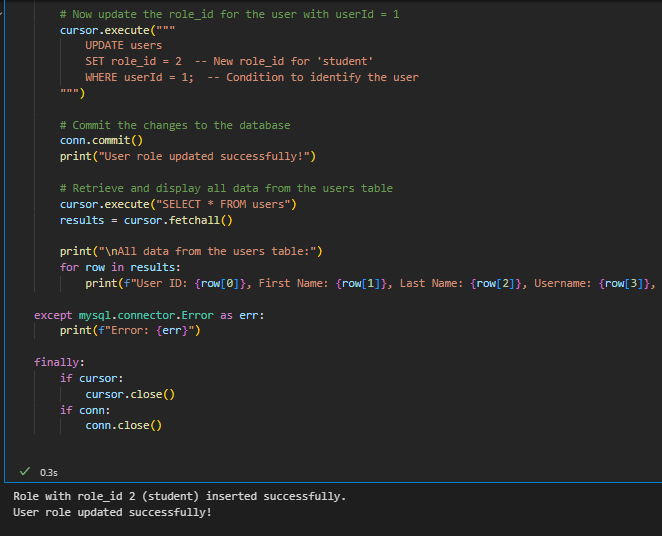 # Now update the role_id for the user with userId = 1
cursor.execute("""
UPDATE users
SET role_id = 2  -- New role_id for 'student'
WHERE userId = 1;  -- Condition to identify the user
""")
# Commit the changes to the database
conn.commit()
print("User role updated successfully!")
# Retrieve and display all data from the users table
cursor.execute("SELECT * FROM users")
results = cursor.fetchall()
print("\nAll data from the users table:")
for row in results:
print(f"User ID: {row[0]}, First Name: {row[1]}, Last Name: {row[2]}, Username: {row[3]},
except mysql.connector.Error as err:
print(f"Error: {err}")
finally:
if cursor:
cursor.close()
if conn:
conn.close()
0.3s
Role with role_id 2 (student) inserted successfully.
User role updated successfully!